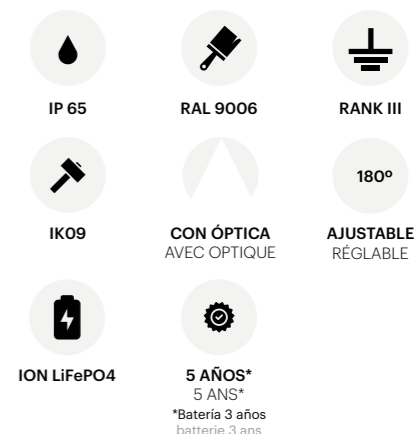 IP 65
RAL 9006
RANK III
IK09
CON ÓPTICA
AVEC OPTIQUE
180º
AJUSTABLE
RÉGLABLE
ION LiFePO4
5 AÑOS*
5 ANS*
*Batería 3 años
batterie 3 ans